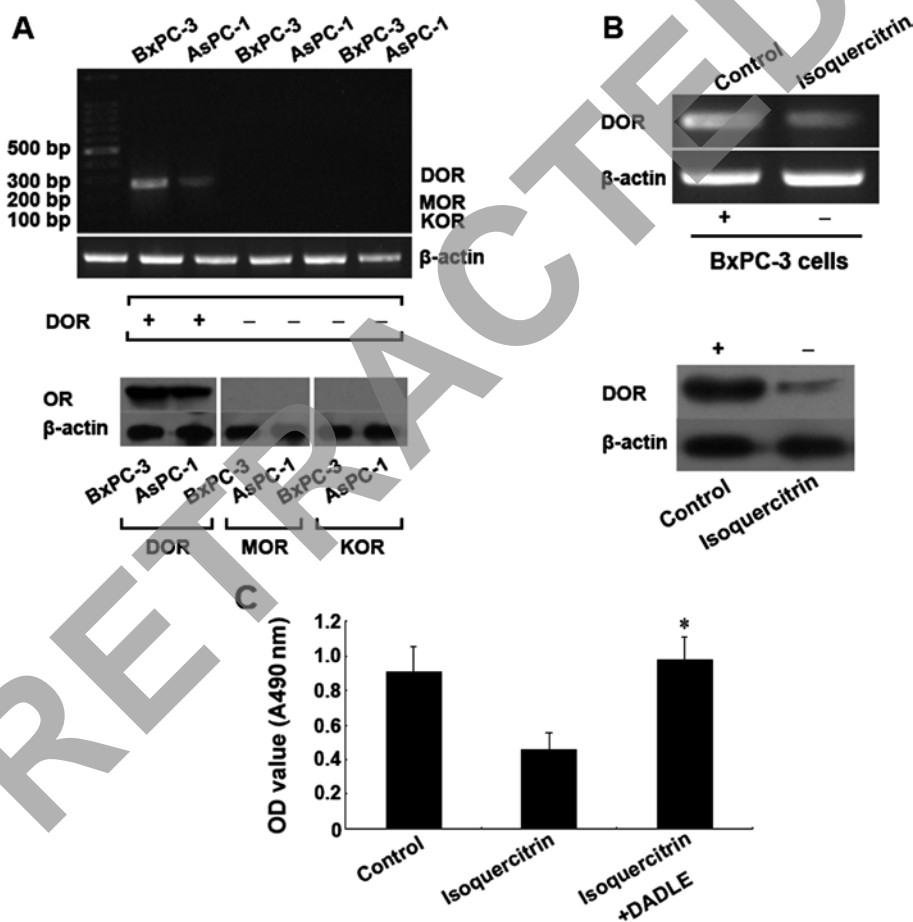 A
BxPC-3 AsPC-1 BxPC-3 AsPC-1 BxPC-3 AsPC-1
500 bp
300 bp
200 bp
100 bp
DOR
MOR
KOR
β-actin
DOR + + − − − −
OR
β-actin
BxPC-3 AsPC-1 BxPC-3 AsPC-1 BxPC-3 AsPC-1
DOR MOR KOR
B
Control Isoquercitrin
DOR
β-actin
+ −
BxPC-3 cells
+ −
DOR
β-actin
Control Isoquercitrin
C
OD value (A490 nm)
1.2
1.0
0.8
0.6
0.4
0.2
0
*
Control
Isoquercitrin
Isoquercitrin
+DADLE
RETRACTED